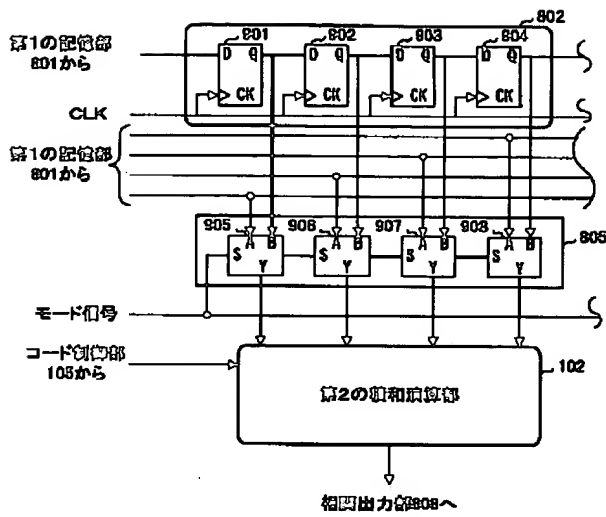 802
第1の記憶部
801から
D Q 801
CK
D Q 802
CK
D Q 803
CK
D Q 804
CK
CLK
第1の記憶部
801から
905 A B
S Y
906 A B
S Y
907 A B
S Y
908 A B
S Y
805
モード信号
コード制御部
103から
102
第2の積和演算部
相関出力部808へ